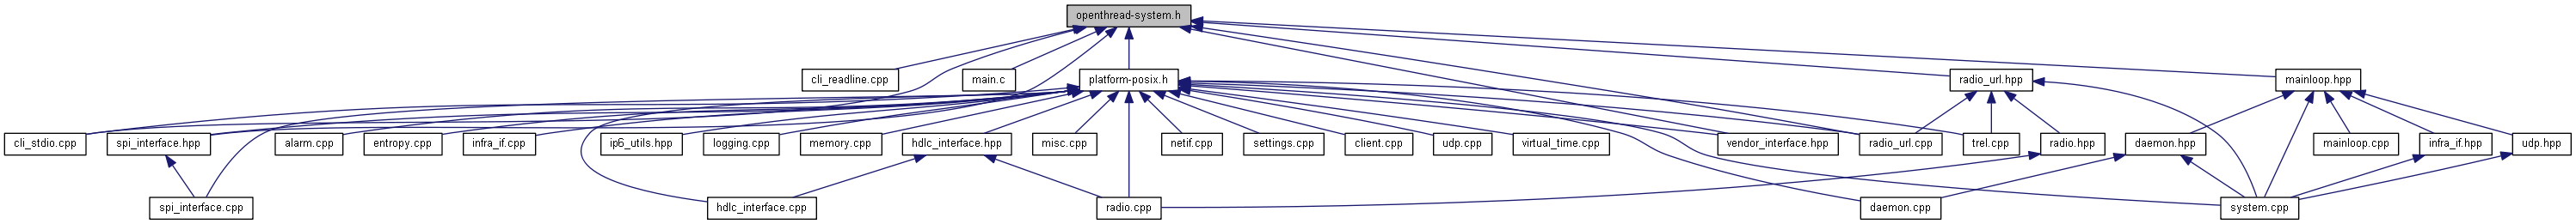 openthread-system.h
cli_readline.cpp
main.c
platform-posix.h
radio_url.hpp
mainloop.hpp
cli_stdio.cpp
spi_interface.hpp
alarm.cpp
entropy.cpp
infra_if.cpp
ip6_utils.hpp
logging.cpp
memory.cpp
hdlc_interface.hpp
misc.cpp
netif.cpp
settings.cpp
client.cpp
udp.cpp
virtual_time.cpp
vendor_interface.hpp
radio_url.cpp
trel.cpp
radio.hpp
daemon.hpp
mainloop.cpp
infra_if.hpp
udp.hpp
spi_interface.cpp
hdlc_interface.cpp
radio.cpp
daemon.cpp
system.cpp